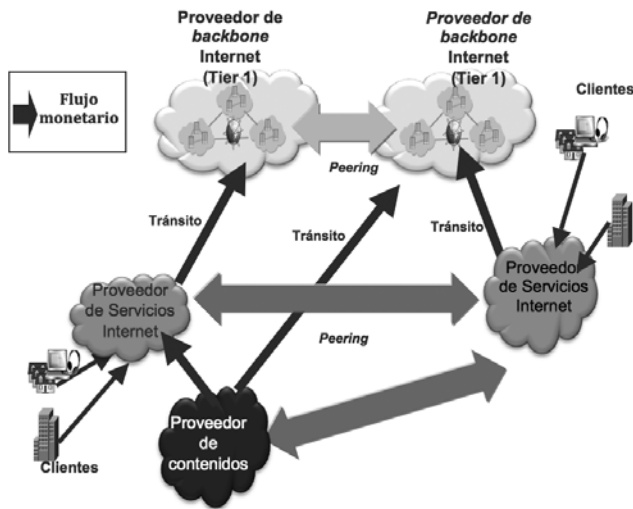 Proveedor de
backbone
Internet
(Tier 1)
Proveedor de
backbone
Internet
(Tier 1)
Flujo
monetario
Clientes
Peering
Tránsito
Tránsito
Tránsito
Proveedor
de Servicios
Internet
Proveedor
de Servicios
Internet
Peering
Proveedor
de
contenidos
Clientes